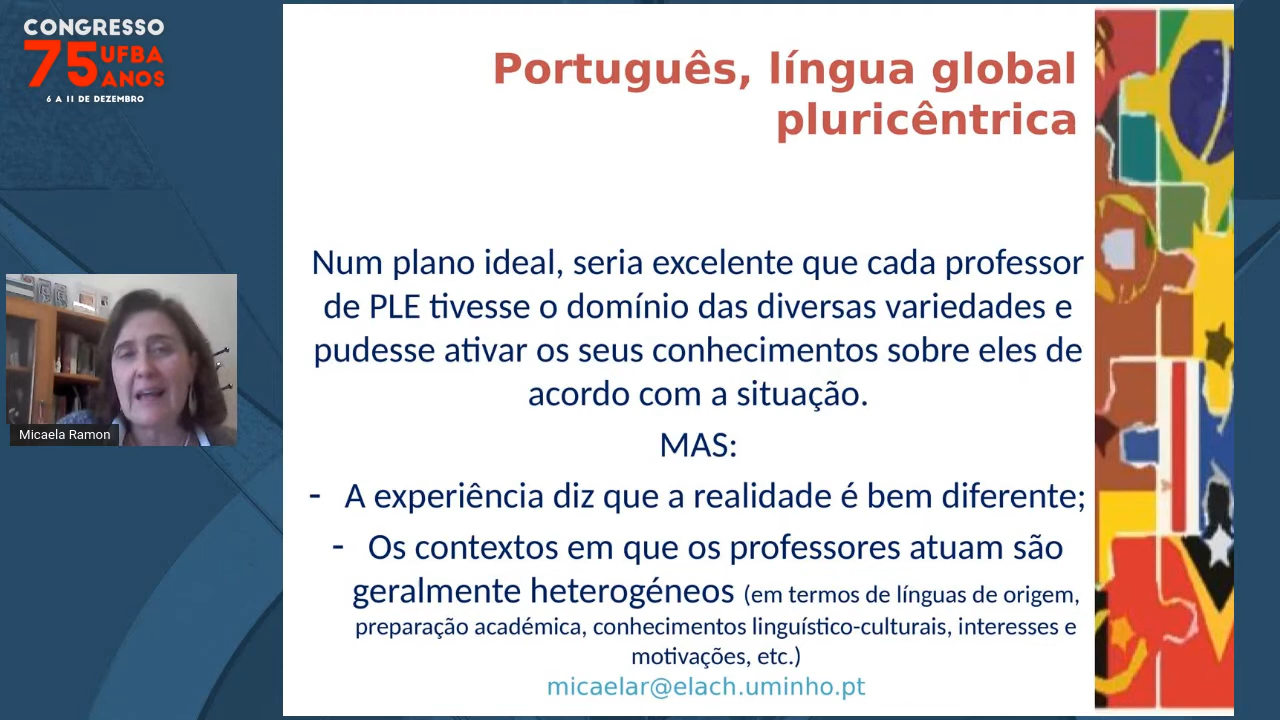 CONGRESSO
75 UFBA
ANOS
6 A 11 DE DEZEMBRO
Português, língua global
pluricêntrica
Num plano ideal, seria excelente que cada professor
de PLE tivesse o domínio das diversas variedades e
pudesse ativar os seus conhecimentos sobre eles de
acordo com a situação.
MAS:
- A experiência diz que a realidade é bem diferente;
- Os contextos em que os professores atuam são
geralmente heterogéneos (em termos de línguas de origem,
preparação académica, conhecimentos linguístico-culturais, interesses e
motivações, etc.)
micaelar@elach.uminho.pt
Micaela Ramon